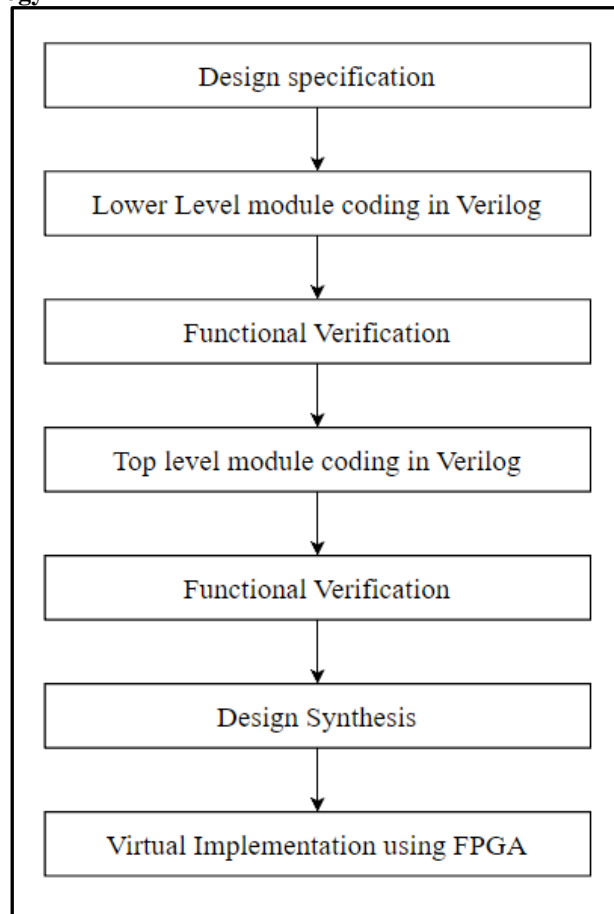 Design specification
Lower Level module coding in Verilog
Functional Verification
Top level module coding in Verilog
Functional Verification
Design Synthesis
Virtual Implementation using FPGA